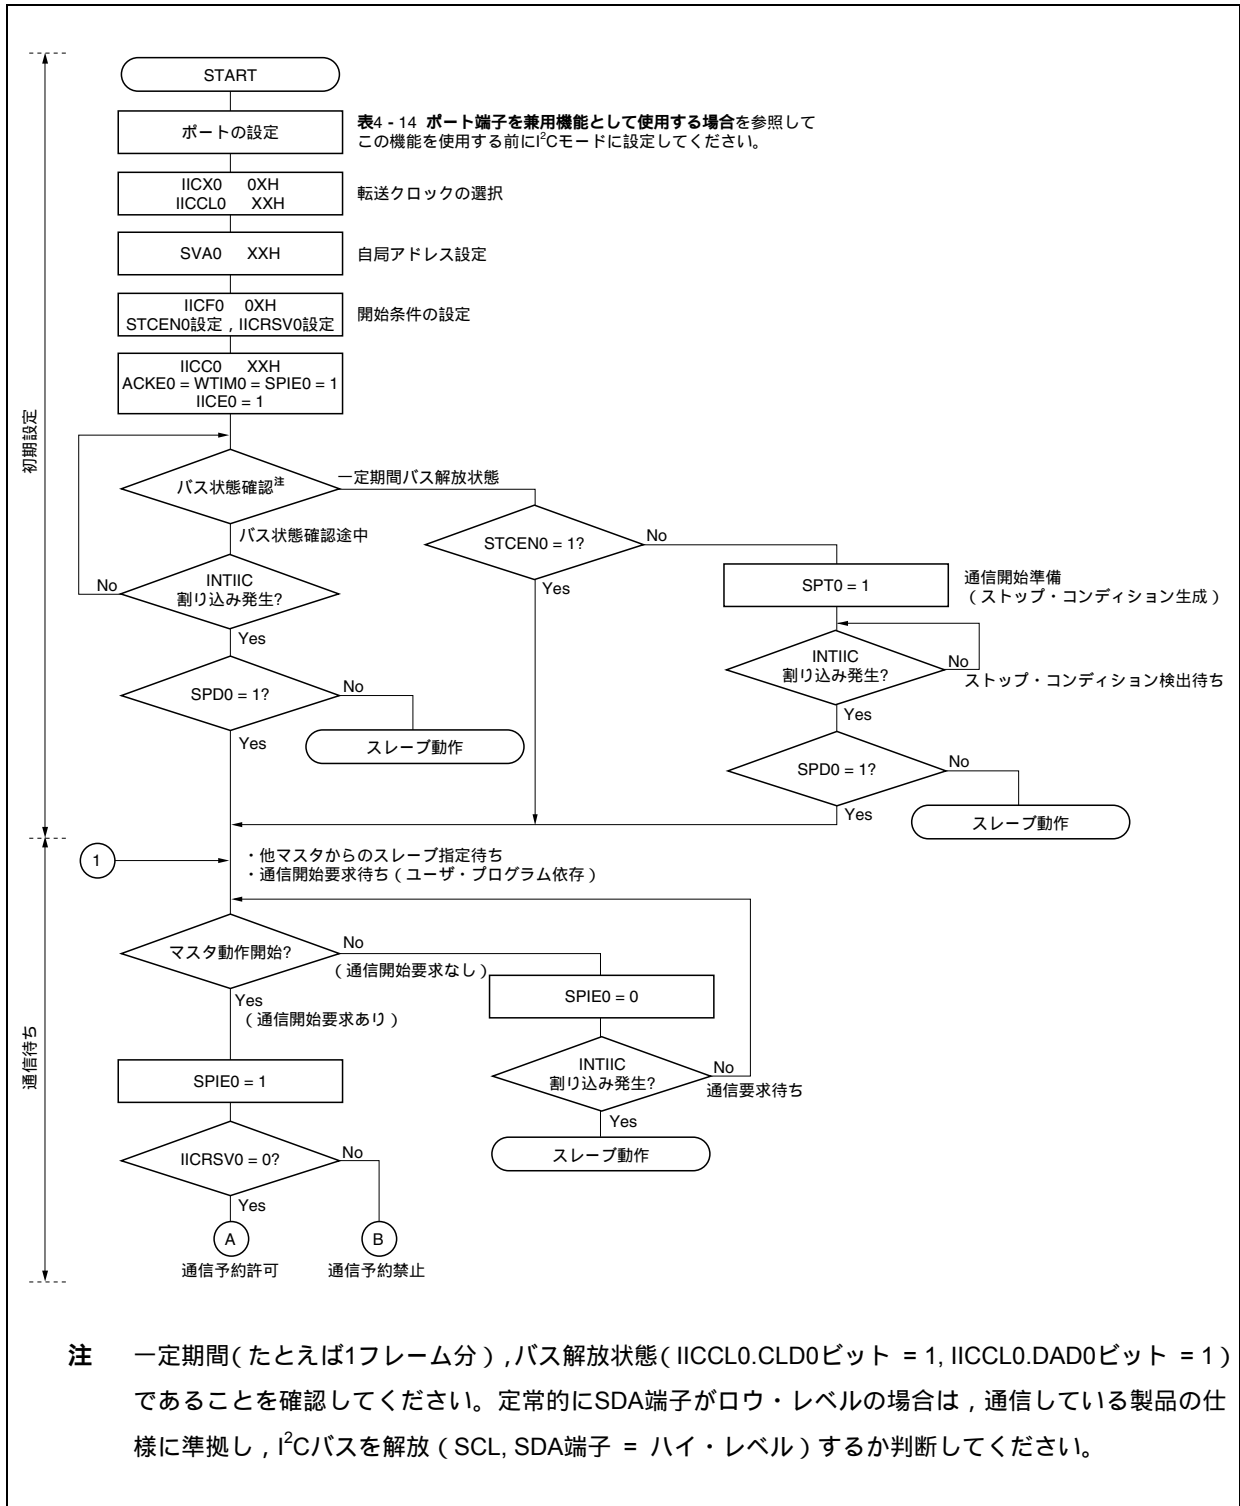 START
ポートの設定
表4 - 14 ポート端子を兼用機能として使用する場合を参照して
この機能を使用する前にI²Cモードに設定してください。
IICX0 0XH
IICCL0 XXH
転送クロックの選択
SVA0 XXH
自局アドレス設定
IICF0 0XH
STCEN0設定，IICRSV0設定
開始条件の設定
IICC0 XXH
ACKE0 = WTIM0 = SPIE0 = 1
IICE0 = 1
初期設定
バス状態確認注
一定期間バス解放状態
バス状態確認途中
STCEN0 = 1?
No
Yes
INTIIC
割り込み発生?
No
Yes
SPT0 = 1
通信開始準備
（ストップ・コンディション生成）
INTIIC
割り込み発生?
No
ストップ・コンディション検出待ち
Yes
SPD0 = 1?
No
Yes
スレーブ動作
SPD0 = 1?
No
Yes
スレーブ動作
1
・他マスタからのスレーブ指定待ち
・通信開始要求待ち（ユーザ・プログラム依存）
通信待ち
マスタ動作開始?
No
（通信開始要求なし）
Yes
（通信開始要求あり）
SPIE0 = 0
INTIIC
割り込み発生?
No
通信要求待ち
Yes
スレーブ動作
SPIE0 = 1
IICRSV0 = 0?
No
Yes
A
B
通信予約許可
通信予約禁止
注 一定期間（たとえば1フレーム分），バス解放状態（IICCL0.CLD0ビット = 1, IICCL0.DAD0ビット = 1）
であることを確認してください。定常的にSDA端子がロウ・レベルの場合は，通信している製品の仕
様に準拠し，I²Cバスを解放（SCL, SDA端子 = ハイ・レベル）するか判断してください。